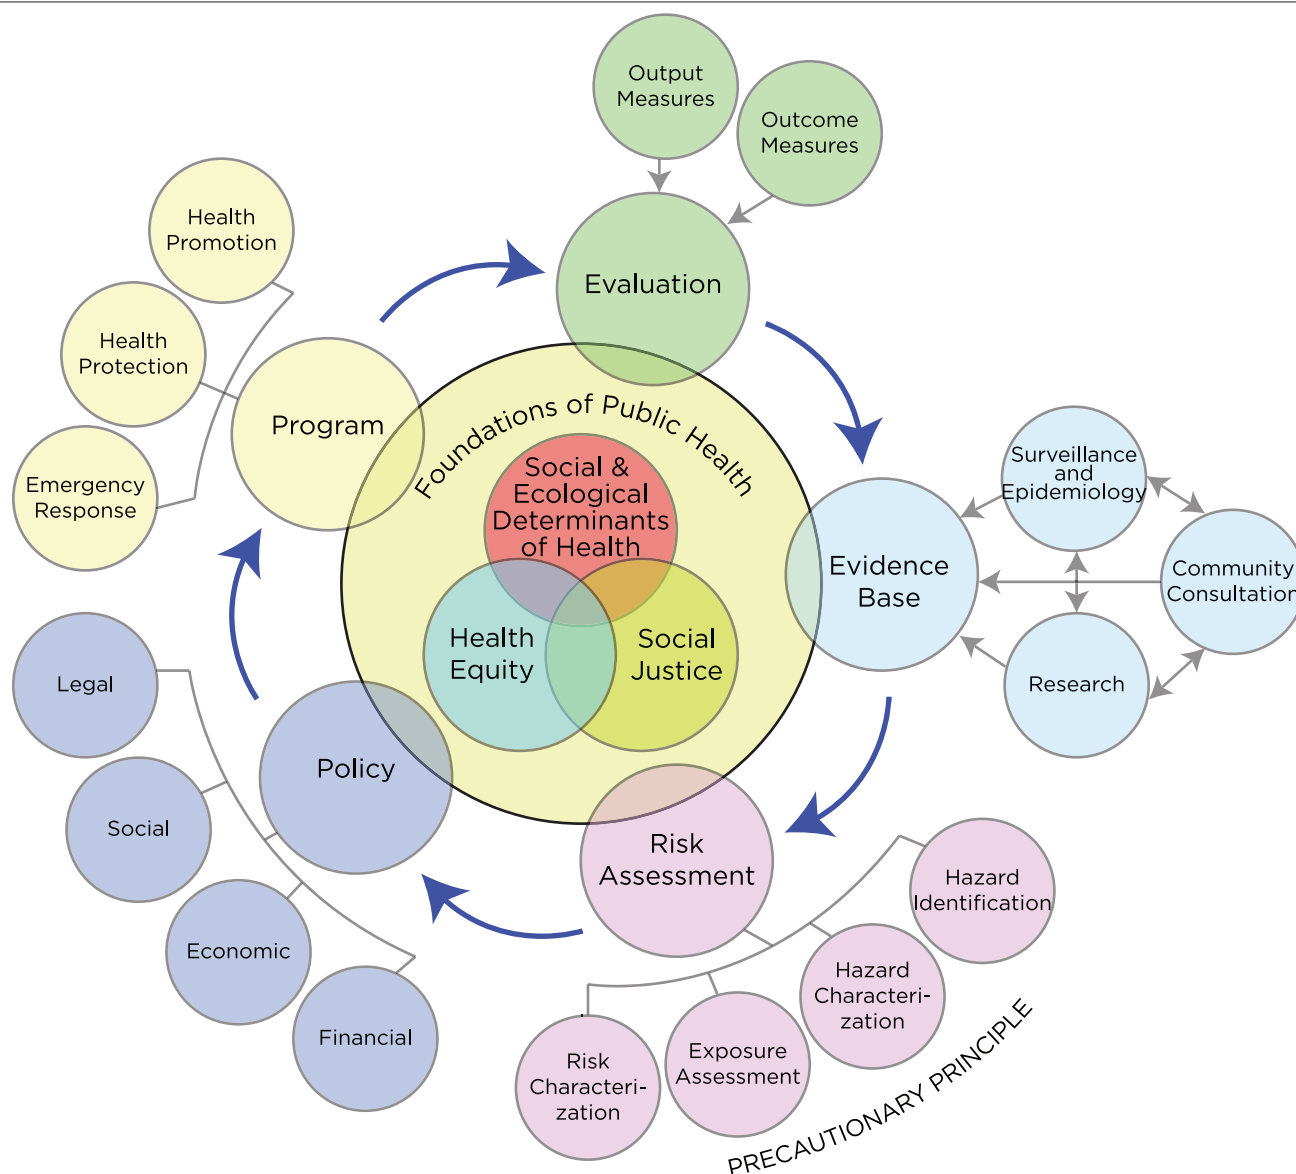 Output
Measures
Outcome
Measures
Evaluation
Health
Promotion
Health
Protection
Emergency
Response
Program
Foundations of Public Health
Social &
Ecological
Determinants
of Health
Health
Equity
Social
Justice
Evidence
Base
Surveillance
and
Epidemiology
Community
Consultation
Research
Legal
Social
Economic
Financial
Policy
Risk
Assessment
Hazard
Identification
Hazard
Characteri-
zation
Exposure
Assessment
Risk
Characteri-
zation
PRECAUTIONARY PRINCIPLE